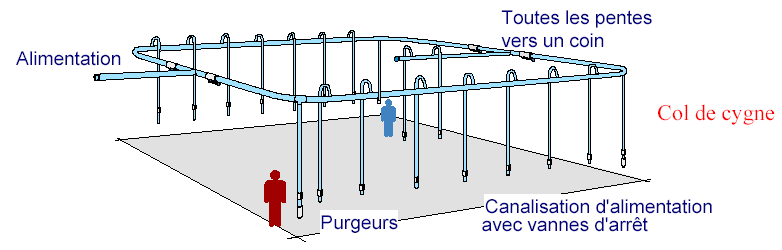 Toutes les pentes
vers un coin
Alimentation
Col de cygne
Canalisation d'alimentation
avec vannes d'arrêt
Purgeurs